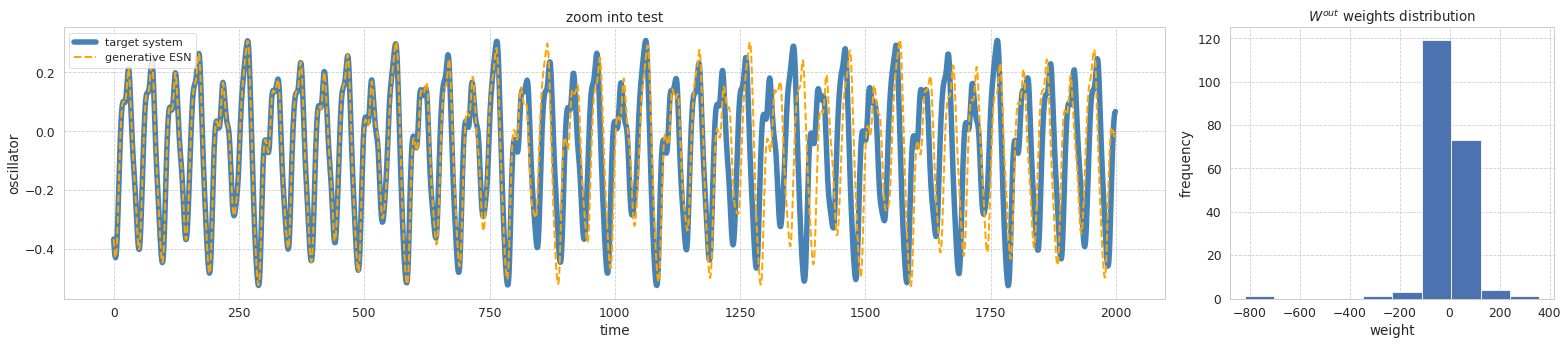 zoom into test
target system
generative ESN
oscilator
0.2
0.0
−0.2
−0.4
0 250 500 750 1000 1250 1500 1750 2000
time
W^out weights distribution
frequency
120
100
80
60
40
20
0
−800 −600 −400 −200 0 200 400
weight